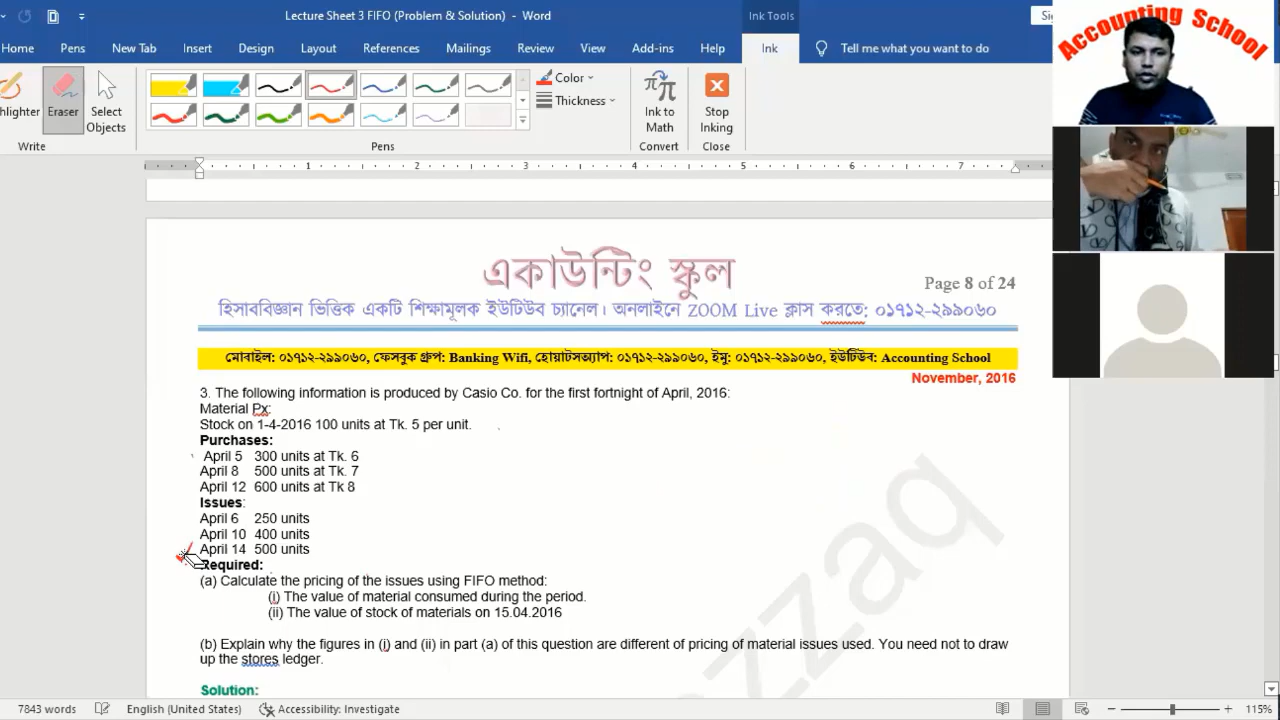 Lecture Sheet 3 FIFO (Problem & Solution) - Word
Ink Tools
Home Pens New Tab Insert Design Layout References Mailings Review View Add-ins Help Ink Tell me what you want to do
Eraser
Select Objects
Color
Thickness
Ink to Math
Stop Inking
Write
Pens
Convert
Close
Accounting School
1 2 3 4 5 6 7
একাউন্টিং স্কুল
Page 8 of 24
হিসাববিজ্ঞান ভিত্তিক একটি শিক্ষামূলক ইউটিউব চ্যানেল। অনলাইনে ZOOM Live ক্লাস করতে: ০১৭১২-২৯৯০৬০
মোবাইল: ০১৭১২-২৯৯০৬০, ফেসবুক গ্রুপ: Banking Wifi, হোয়াটসঅ্যাপ: ০১৭১২-২৯৯০৬০, ইমু: ০১৭১২-২৯৯০৬০, ইউটিউব: Accounting School
November, 2016
3. The following information is produced by Casio Co. for the first fortnight of April, 2016:
Material Px:
Stock on 1-4-2016 100 units at Tk. 5 per unit.
Purchases:
April 5 300 units at Tk. 6
April 8 500 units at Tk. 7
April 12 600 units at Tk 8
Issues:
April 6 250 units
April 10 400 units
April 14 500 units
Required:
(a) Calculate the pricing of the issues using FIFO method:
(i) The value of material consumed during the period.
(ii) The value of stock of materials on 15.04.2016
(b) Explain why the figures in (i) and (ii) in part (a) of this question are different of pricing of material issues used. You need not to draw
up the stores ledger.
Solution:
7843 words English (United States) Accessibility: Investigate 115%